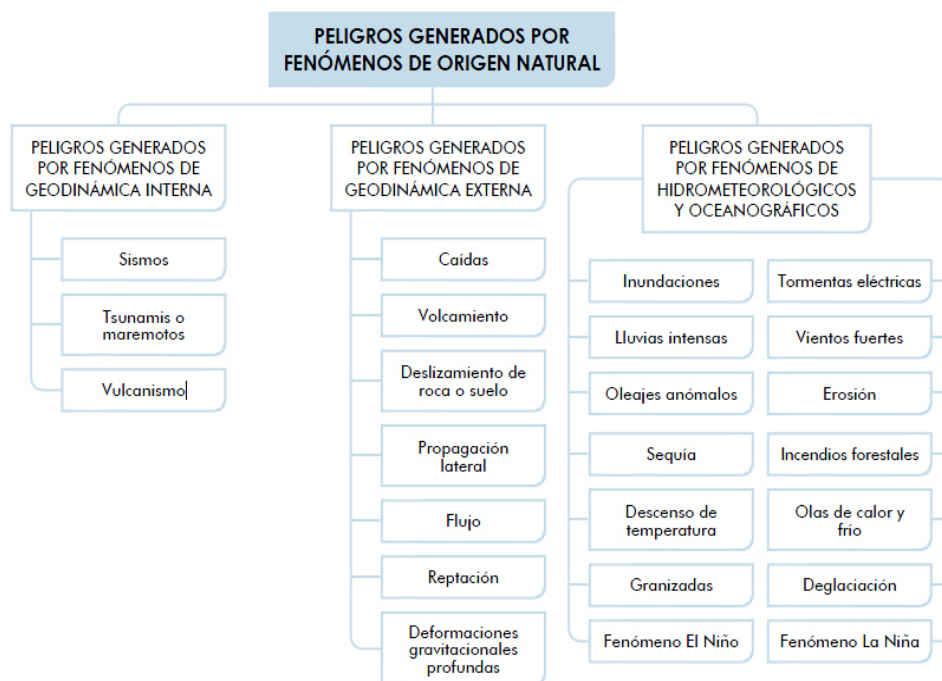 PELIGROS GENERADOS POR
FENÓMENOS DE ORIGEN NATURAL
PELIGROS GENERADOS
POR FENÓMENOS DE
GEODINÁMICA INTERNA
Sismos
Tsunamis o
maremotos
Vulcanismo
PELIGROS GENERADOS
POR FENÓMENOS DE
GEODINÁMICA EXTERNA
Caídas
Volcamiento
Deslizamiento de
roca o suelo
Propagación
lateral
Flujo
Reptación
Deformaciones
gravitacionales
profundas
PELIGROS GENERADOS
POR FENÓMENOS DE
HIDROMETEOROLÓGICOS
Y OCEANOGRÁFICOS
Inundaciones
Lluvias intensas
Oleajes anómalos
Sequía
Descenso de
temperatura
Granizadas
Fenómeno El Niño
Tormentas eléctricas
Vientos fuertes
Erosión
Incendios forestales
Olas de calor y
frío
Deglaciación
Fenómeno La Niña